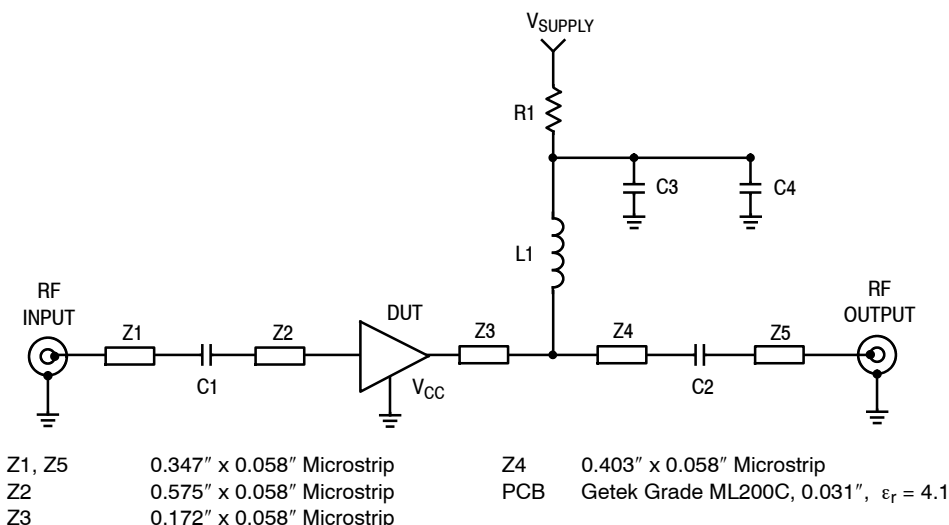 VSUPPLY
R1
C3
C4
L1
RF
INPUT
RF
OUTPUT
DUT
Z1
Z2
Z3
Z4
Z5
C1
VCC
C2
Z1, Z5 0.347″ x 0.058″ Microstrip
Z2 0.575″ x 0.058″ Microstrip
Z3 0.172″ x 0.058″ Microstrip
Z4 0.403″ x 0.058″ Microstrip
PCB Getek Grade ML200C, 0.031″, εr = 4.1